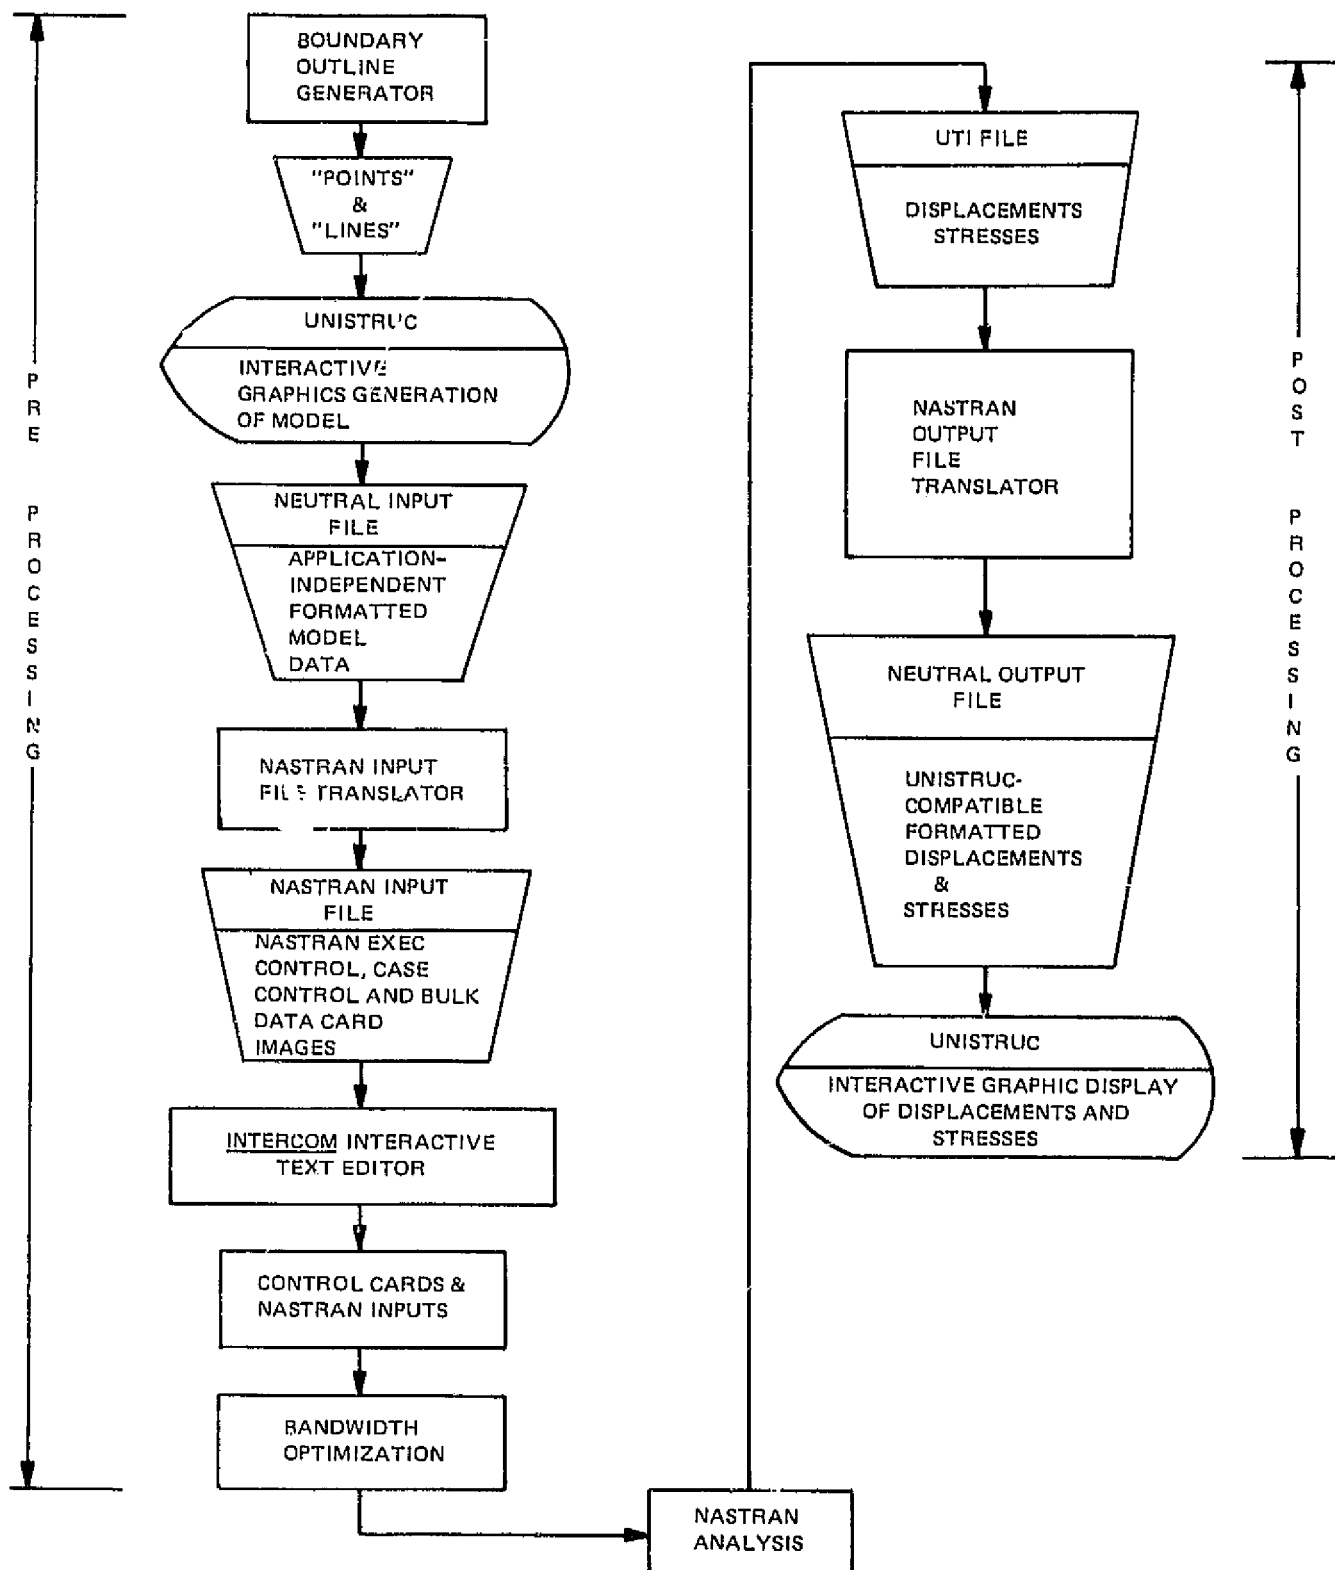 BOUNDARY
OUTLINE
GENERATOR
"POINTS"
&
"LINES"
UNISTRUC
INTERACTIVE
GRAPHICS GENERATION
OF MODEL
NEUTRAL INPUT
FILE
APPLICATION-
INDEPENDENT
FORMATTED
MODEL
DATA
NASTRAN INPUT
FILE TRANSLATOR
NASTRAN INPUT
FILE
NASTRAN EXEC
CONTROL, CASE
CONTROL AND BULK
DATA CARD
IMAGES
INTERCOM INTERACTIVE
TEXT EDITOR
CONTROL CARDS &
NASTRAN INPUTS
BANDWIDTH
OPTIMIZATION
PRE PROCESSING
NASTRAN
ANALYSIS
UTI FILE
DISPLACEMENTS
STRESSES
NASTRAN
OUTPUT
FILE
TRANSLATOR
NEUTRAL OUTPUT
FILE
UNISTRUC-
COMPATIBLE
FORMATTED
DISPLACEMENTS
&
STRESSES
UNISTRUC
INTERACTIVE GRAPHIC DISPLAY
OF DISPLACEMENTS AND
STRESSES
POST PROCESSING